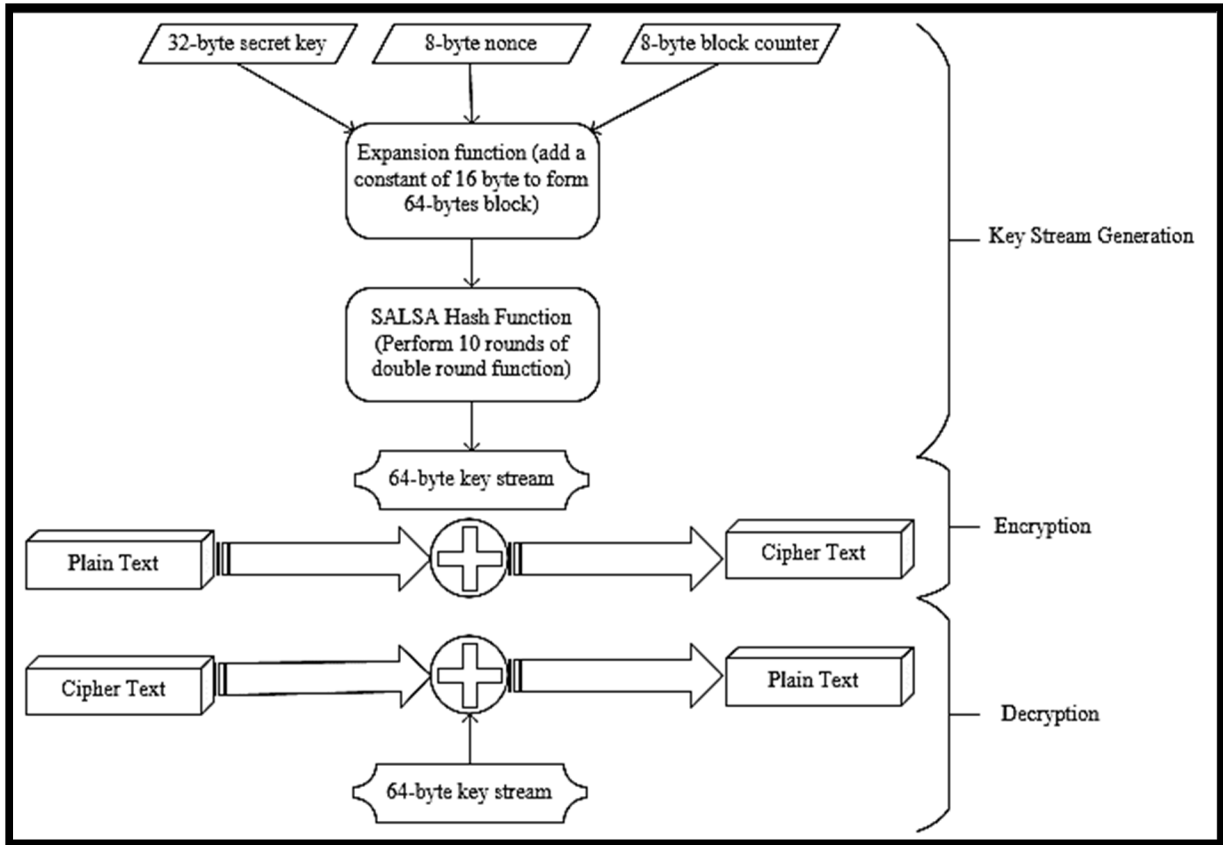 32-byte secret key
8-byte nonce
8-byte block counter
Expansion function (add a
constant of 16 byte to form
64-bytes block)
Key Stream Generation
SALSA Hash Function
(Perform 10 rounds of
double round function)
64-byte key stream
Encryption
Plain Text
Cipher Text
Cipher Text
Plain Text
Decryption
64-byte key stream